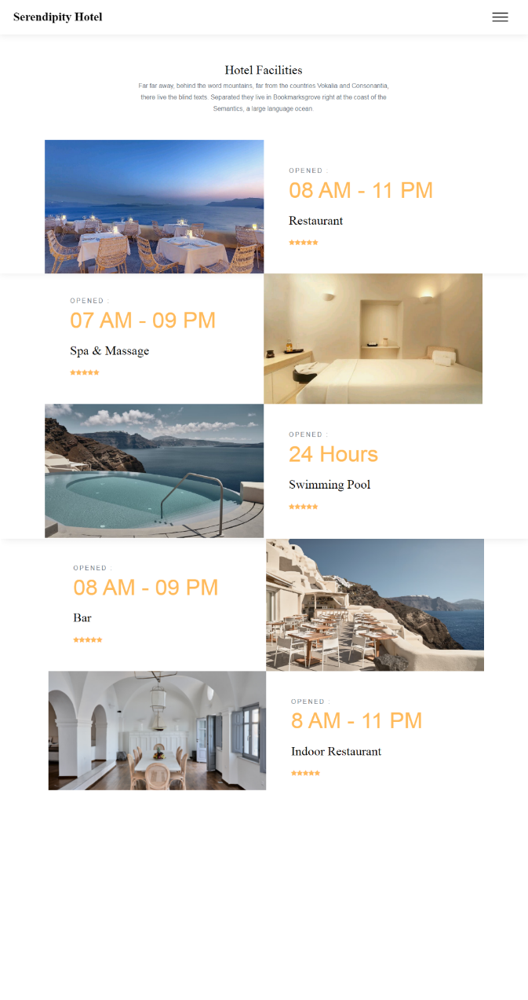 Serendipity Hotel
Hotel Facilities
Far far away, behind the word mountains, far from the countries Vokalia and Consonantia,
there live the blind texts. Separated they live in Bookmarksgrove right at the coast of the
Semantics, a large language ocean.
OPENED :
08 AM - 11 PM
Restaurant
OPENED :
07 AM - 09 PM
Spa & Massage
OPENED :
24 Hours
Swimming Pool
OPENED :
08 AM - 09 PM
Bar
OPENED :
8 AM - 11 PM
Indoor Restaurant